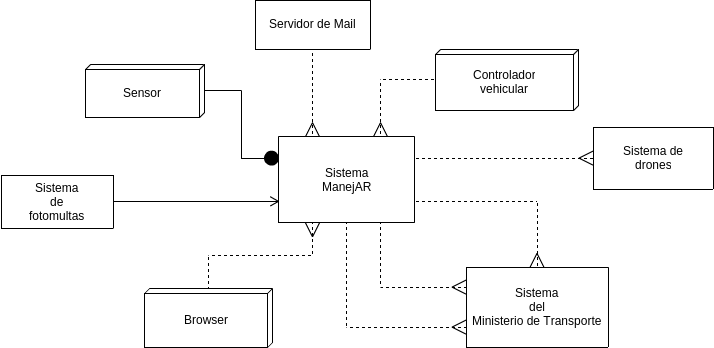 Servidor de Mail
Sensor
Controlador
vehicular
Sistema de
drones
Sistema
ManejAR
Sistema
de
fotomultas
Browser
Sistema
del
Ministerio de Transporte